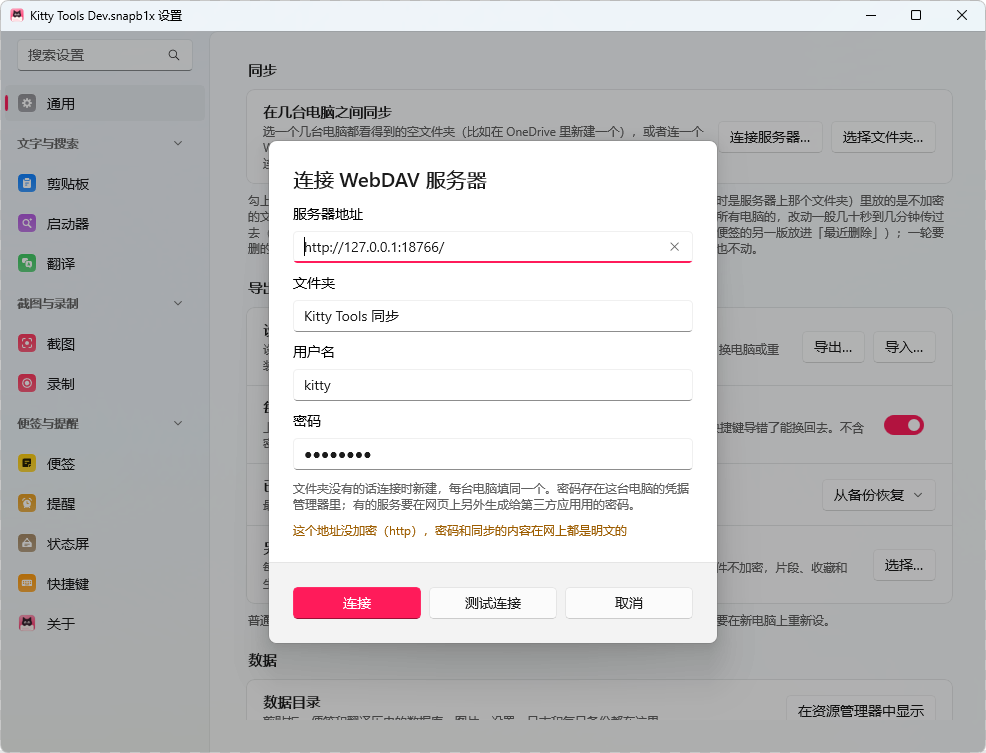 Kitty Tools Dev.snapb1x 设置
搜索设置
通用
文字与搜索
剪贴板
启动器
翻译
截图与录制
截图
录制
便签与提醒
便签
提醒
状态屏
快捷键
关于
同步
在几台电脑之间同步
选一个几台电脑都看得到的空文件夹（比如在 OneDrive 里新建一个），或者连一个
连接服务器...
选择文件夹...
勾上
时是服务器上那个文件夹）里放的是不加密
的文
所有电脑的，改动一般几十秒到几分钟传过
去（
便签的另一版放进「最近删除」）；一轮要
删的
也不动。
连接 WebDAV 服务器
服务器地址
http://127.0.0.1:18766/
文件夹
Kitty Tools 同步
用户名
kitty
密码
●●●●●●●●
文件夹没有的话连接时新建，每台电脑填同一个。密码存在这台电脑的凭据
管理器里；有的服务要在网页上另外生成给第三方应用用的密码。
这个地址没加密（http），密码和同步的内容在网上都是明文的
连接
测试连接
取消
导出
换电脑或重
导出...
导入...
快捷键导错了能换回去。不含
从备份恢复
件不加密，片段、收藏和
选择...
普通
要在新电脑上重新设。
数据
数据目录
在资源管理器中显示